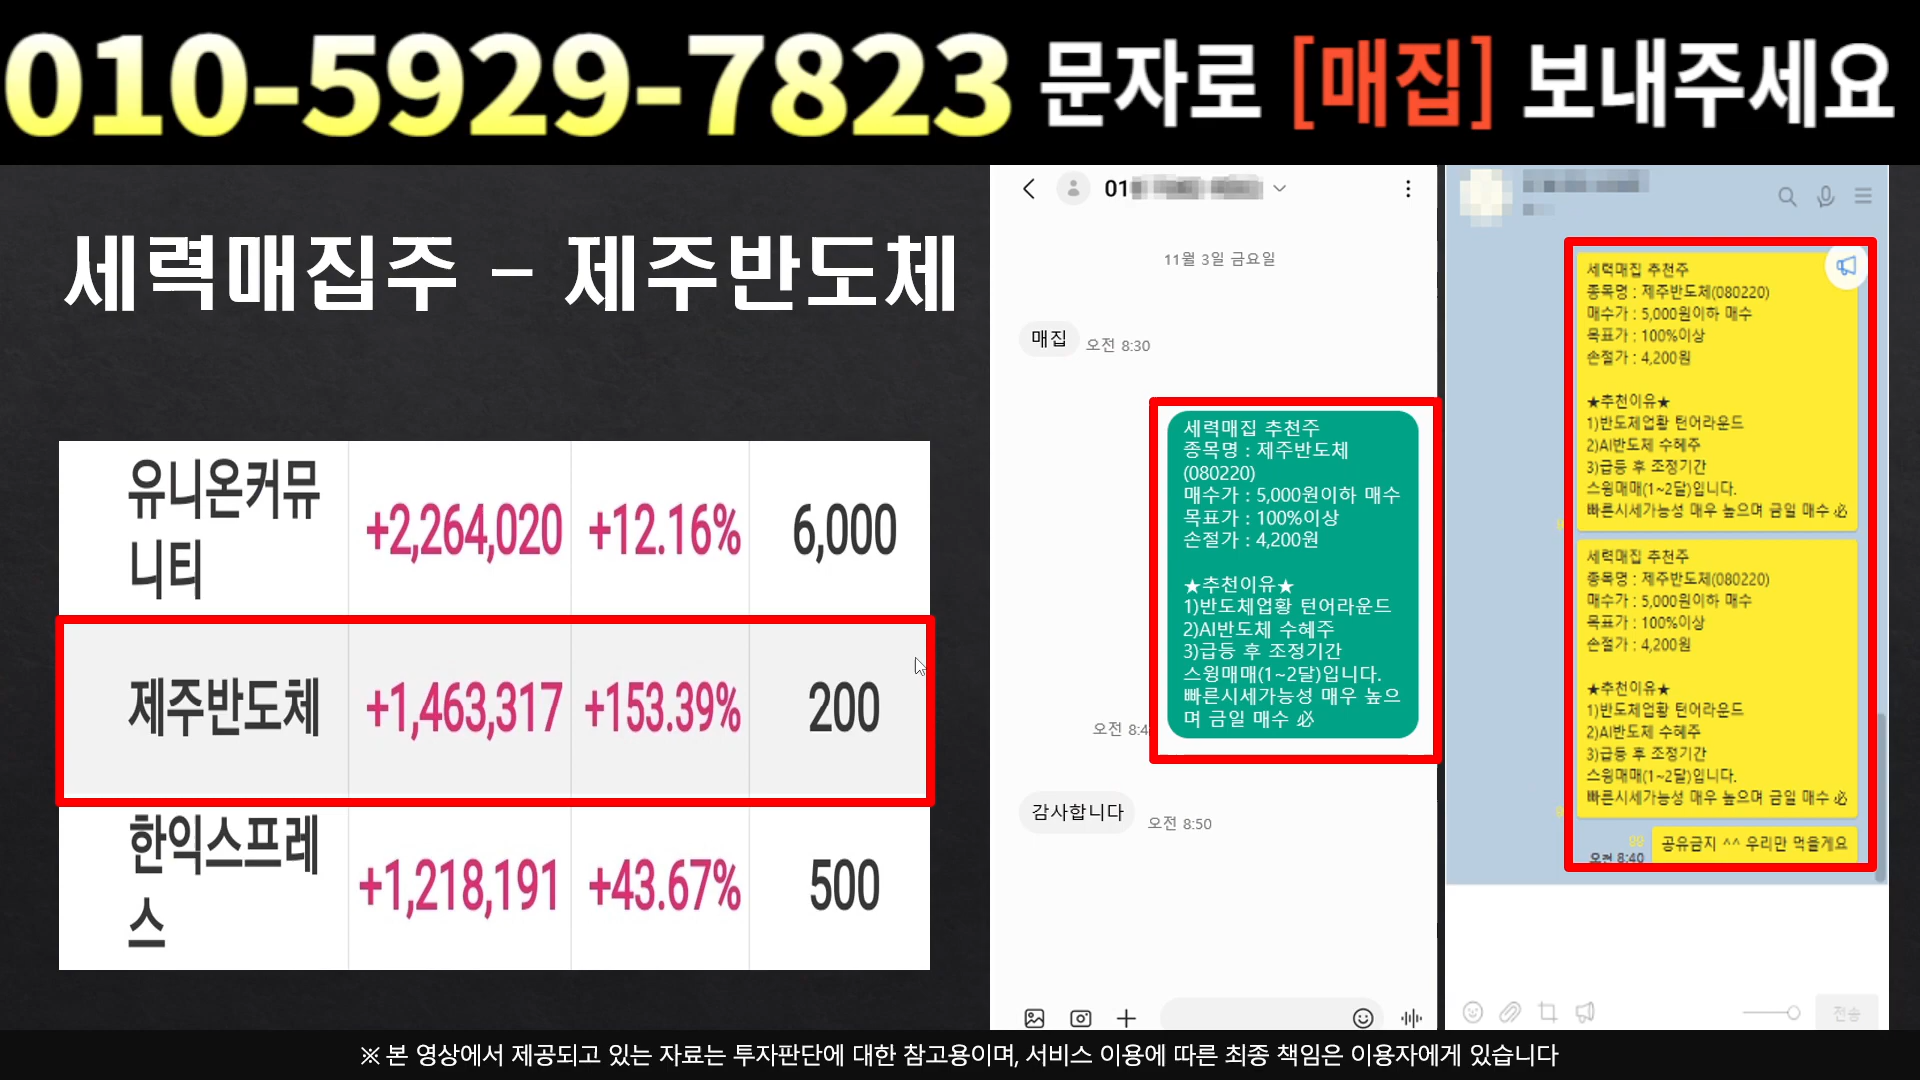 010-5929-7823 문자로 [매집] 보내주세요
세력매집주 - 제주반도체
유니온커뮤
니티
+2,264,020
+12.16%
6,000
제주반도체
+1,463,317
+153.39%
200
한익스프레
스
+1,218,191
+43.67%
500
01
11월 3일 금요일
매집
오전 8:30
세력매집 추천주
종목명 : 제주반도체
(080220)
매수가 : 5,000원이하 매수
목표가 : 100%이상
손절가 : 4,200원
★추천이유★
1)반도체업황 턴어라운드
2)AI반도체 수혜주
3)급등 후 조정기간
스윙매매(1~2달)입니다.
빠른시세가능성 매우 높으
며 금일 매수 必
오전 8:4
감사합니다
오전 8:50
세력매집 추천주
종목명 : 제주반도체(080220)
매수가 : 5,000원이하 매수
목표가 : 100%이상
손절가 : 4,200원
★추천이유★
1)반도체업황 턴어라운드
2)AI반도체 수혜주
3)급등 후 조정기간
스윙매매(1~2달)입니다.
빠른시세가능성 매우 높으며 금일 매수 必
세력매집 추천주
종목명 : 제주반도체(080220)
매수가 : 5,000원이하 매수
목표가 : 100%이상
손절가 : 4,200원
★추천이유★
1)반도체업황 턴어라운드
2)AI반도체 수혜주
3)급등 후 조정기간
스윙매매(1~2달)입니다.
빠른시세가능성 매우 높으며 금일 매수 必
공유금지 ^^ 우리만 먹을게요
오전 8:40
전송
※ 본 영상에서 제공되고 있는 자료는 투자판단에 대한 참고용이며, 서비스 이용에 따른 최종 책임은 이용자에게 있습니다